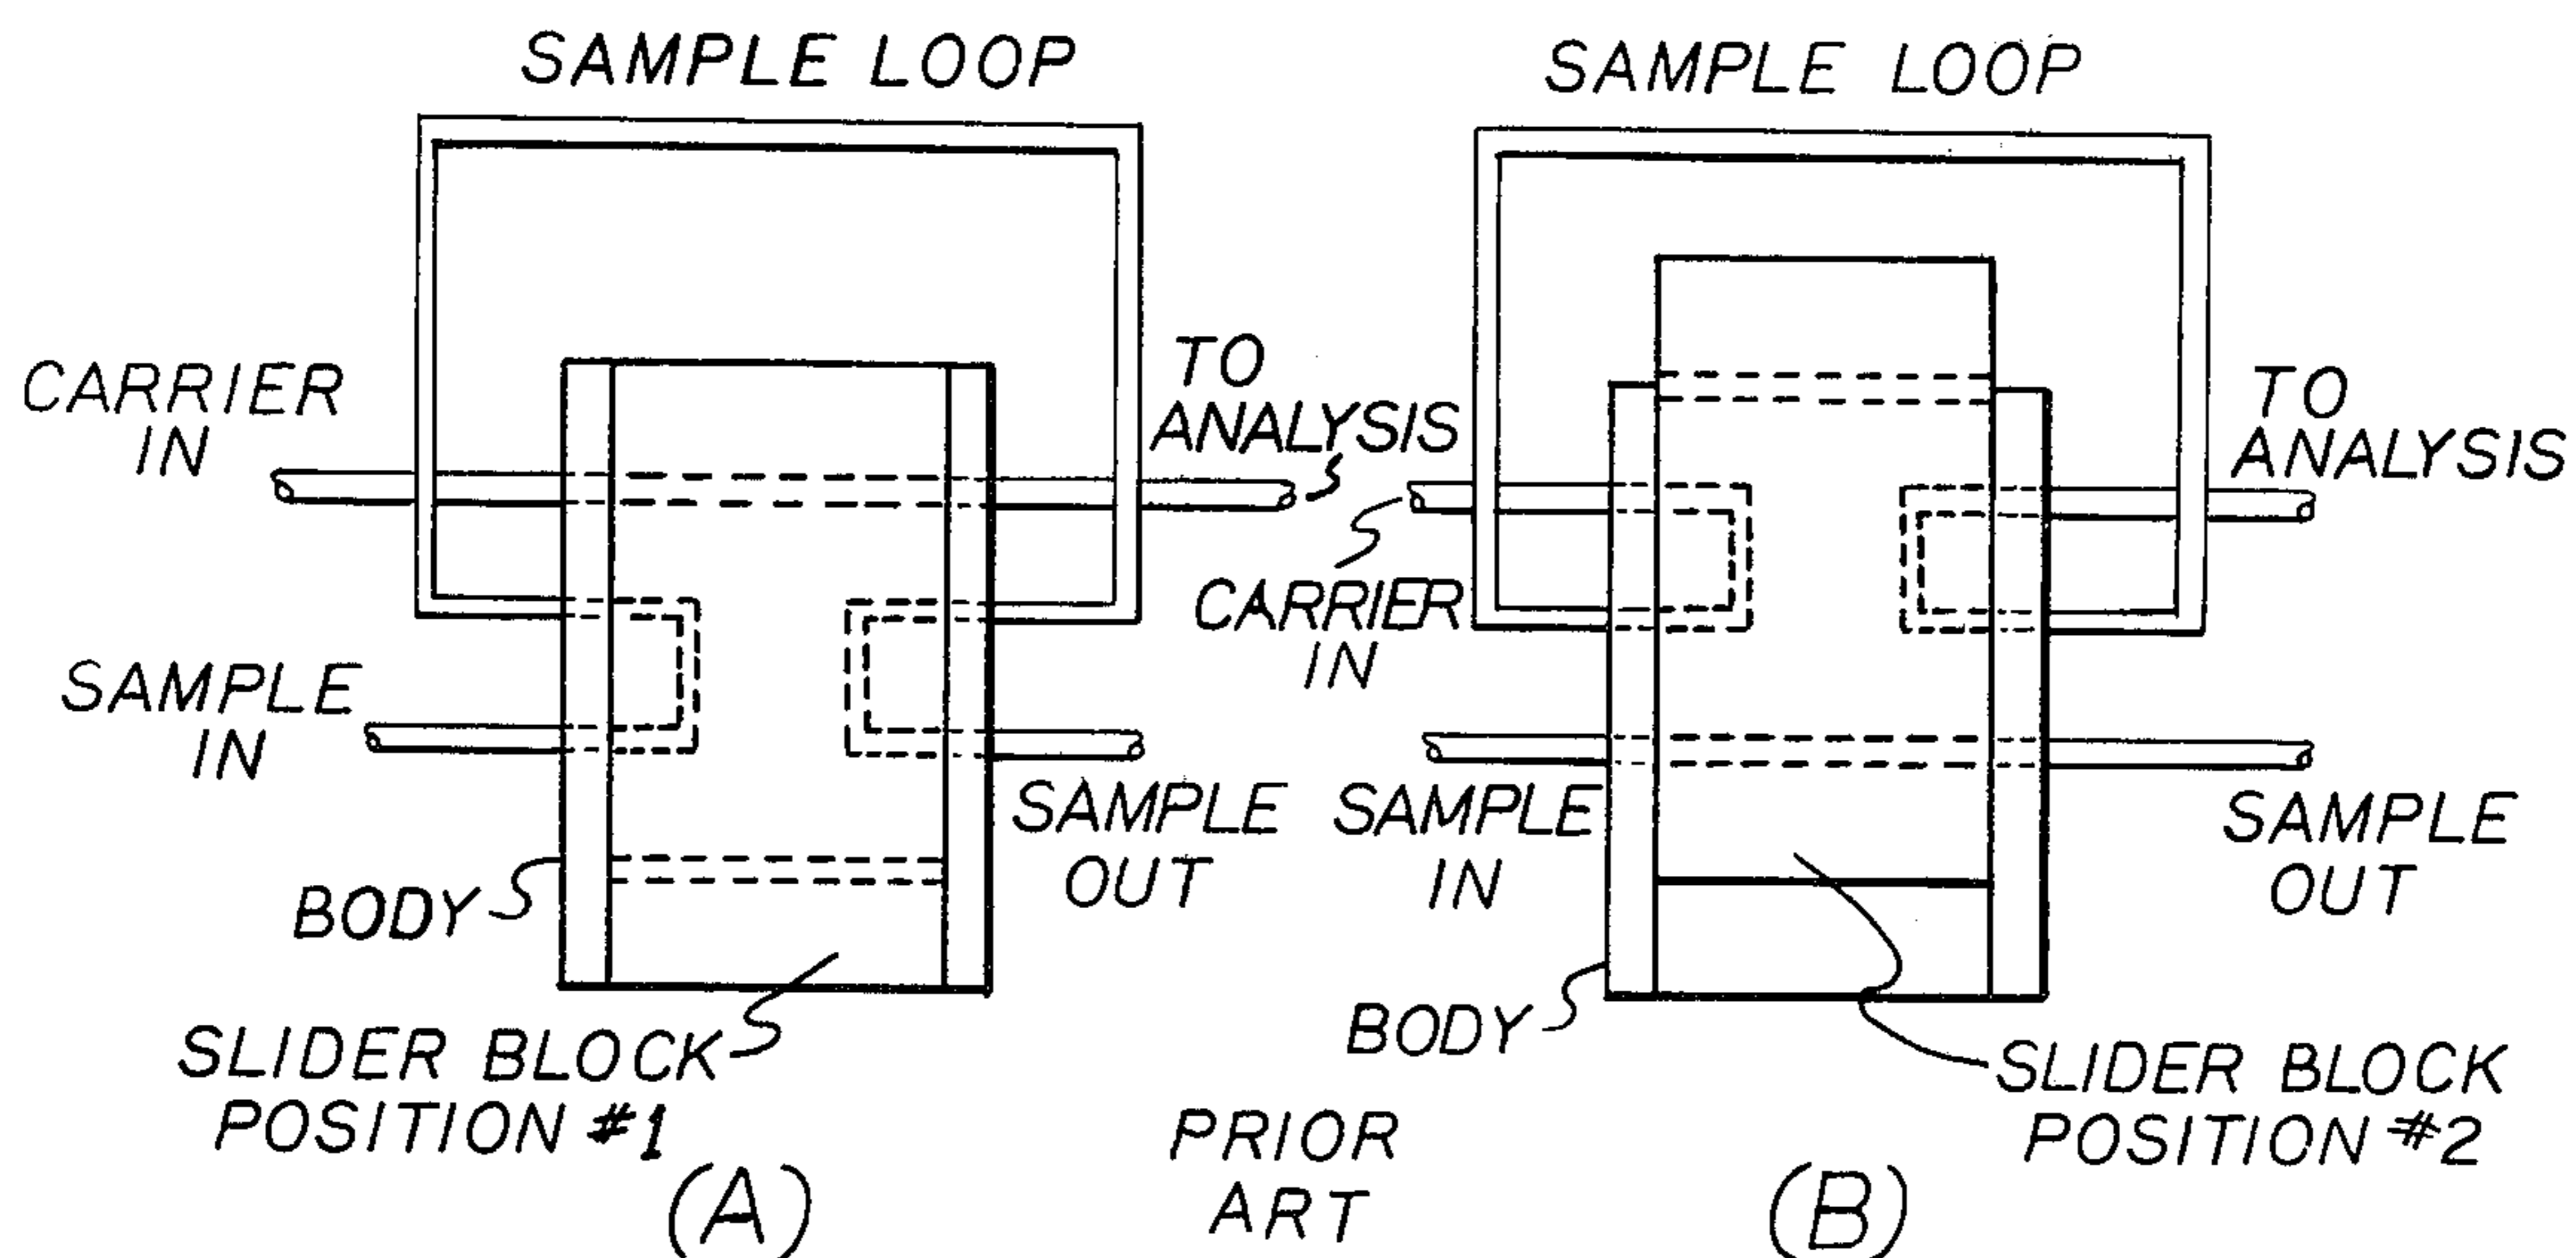 SAMPLE LOOP
CARRIER
IN
TO
ANALYSIS
SAMPLE
IN
SAMPLE
OUT
BODY
SLIDER BLOCK
POSITION #1
(A)
PRIOR
ART
SAMPLE LOOP
TO
ANALYSIS
CARRIER
IN
SAMPLE
IN
SAMPLE
OUT
BODY
SLIDER BLOCK
POSITION #2
(B)